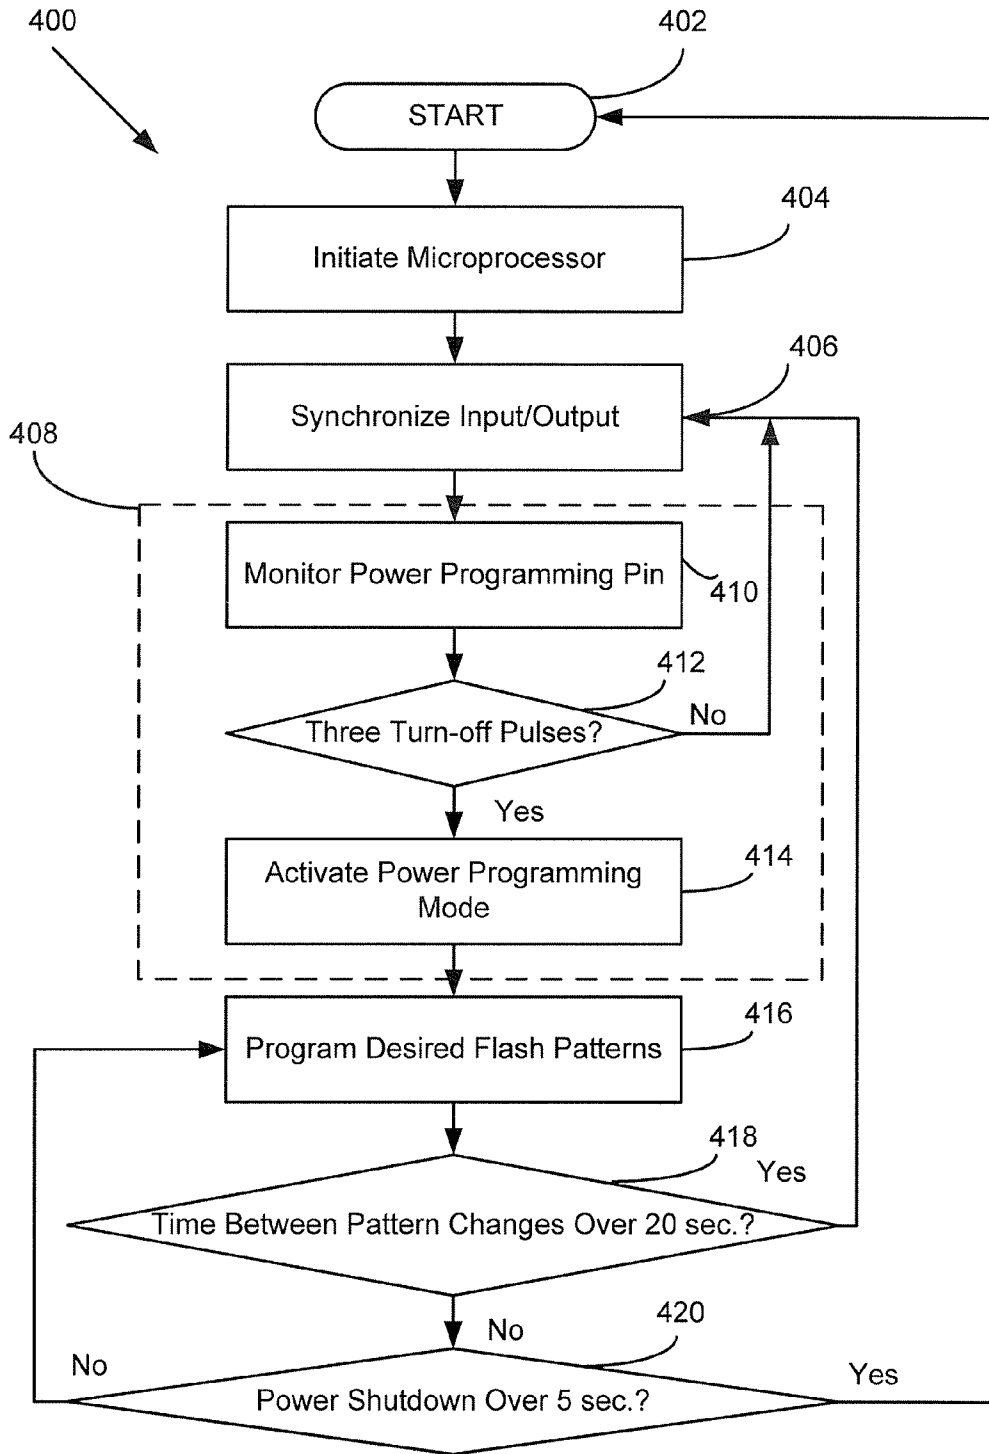 400
402
START
404
Initiate Microprocessor
406
Synchronize Input/Output
408
Monitor Power Programming Pin
410
412
Three Turn-off Pulses?
No
Yes
Activate Power Programming
Mode
414
416
Program Desired Flash Patterns
418
Yes
Time Between Pattern Changes Over 20 sec.?
No
420
No
Yes
Power Shutdown Over 5 sec.?